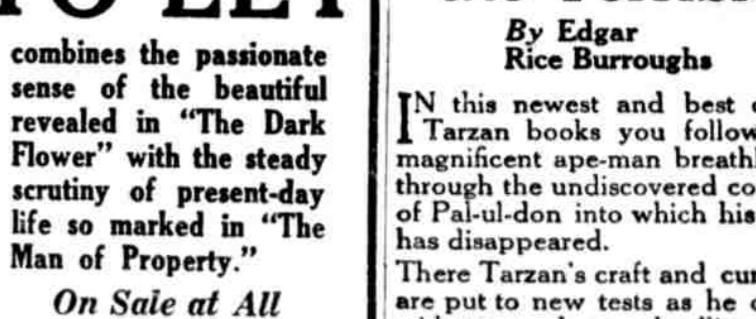 TO LET
combines the passionate
sense of the beautiful
revealed in "The Dark
Flower" with the steady
scrutiny of present-day
life so marked in "The
Man of Property."
On Sale at All
By Edgar
Rice Burroughs
IN this newest and best
Tarzan books you follow
magnificent ape-man
through the undiscovered
of Pal-ul-don into which his
has disappeared.
There Tarzan's craft and
are put to new tests as he